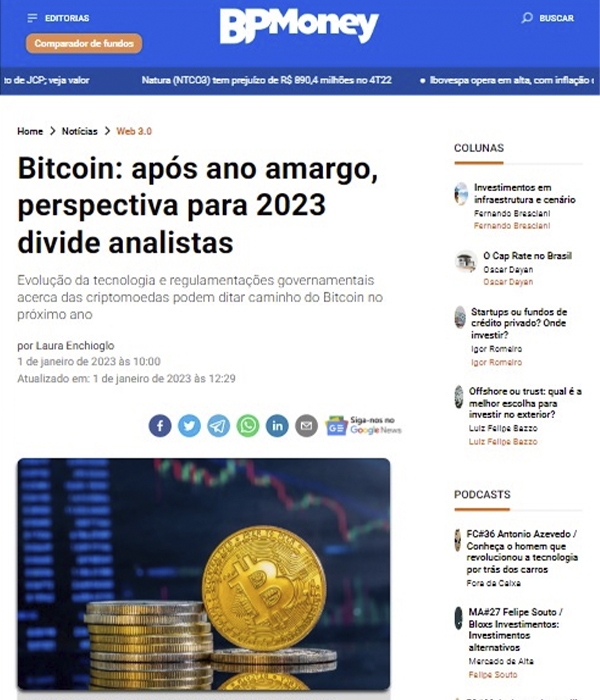 EDITORIAS
BPMoney
BUSCAR
Comparador de fundos
to de JCP; veja valor
Natura (NTCO3) tem prejuízo de R$ 890,4 milhões no 4T22
● Ibovespa opera em alta, com inflação
Home > Notícias > Web 3.0
Bitcoin: após ano amargo,
perspectiva para 2023
divide analistas
Evolução da tecnologia e regulamentações governamentais
acerca das criptomoedas podem ditar caminho do Bitcoin no
próximo ano
por Laura Enchioglo
1 de janeiro de 2023 às 10:00
Atualizado em: 1 de janeiro de 2023 às 12:29
Siga-nos no
Google News
COLUNAS
Investimentos em
infraestrutura e cenário
Fernando Bresciani
Fernando Bresciani
O Cap Rate no Brasil
Oscar Dayan
Oscar Dayan
Startups ou fundos de
crédito privado? Onde
investir?
Igor Romeiro
Igor Romeiro
Offshore ou trust: qual é a
melhor escolha para
investir no exterior?
Luiz Felipe Bazzo
Luiz Felipe Bazzo
PODCASTS
FC#36 Antonio Azevedo /
Conheça o homem que
revolucionou a tecnologia
por trás dos carros
Fora da Caixa
MA#27 Felipe Souto /
Bloxs Investimentos:
Investimentos
alternativos
Mercado de Alta
Felipe Souto